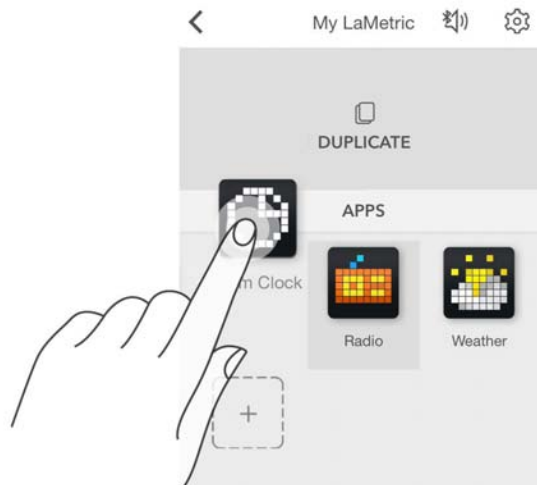 My LaMetric
DUPLICATE
APPS
m Clock
Radio
Weather